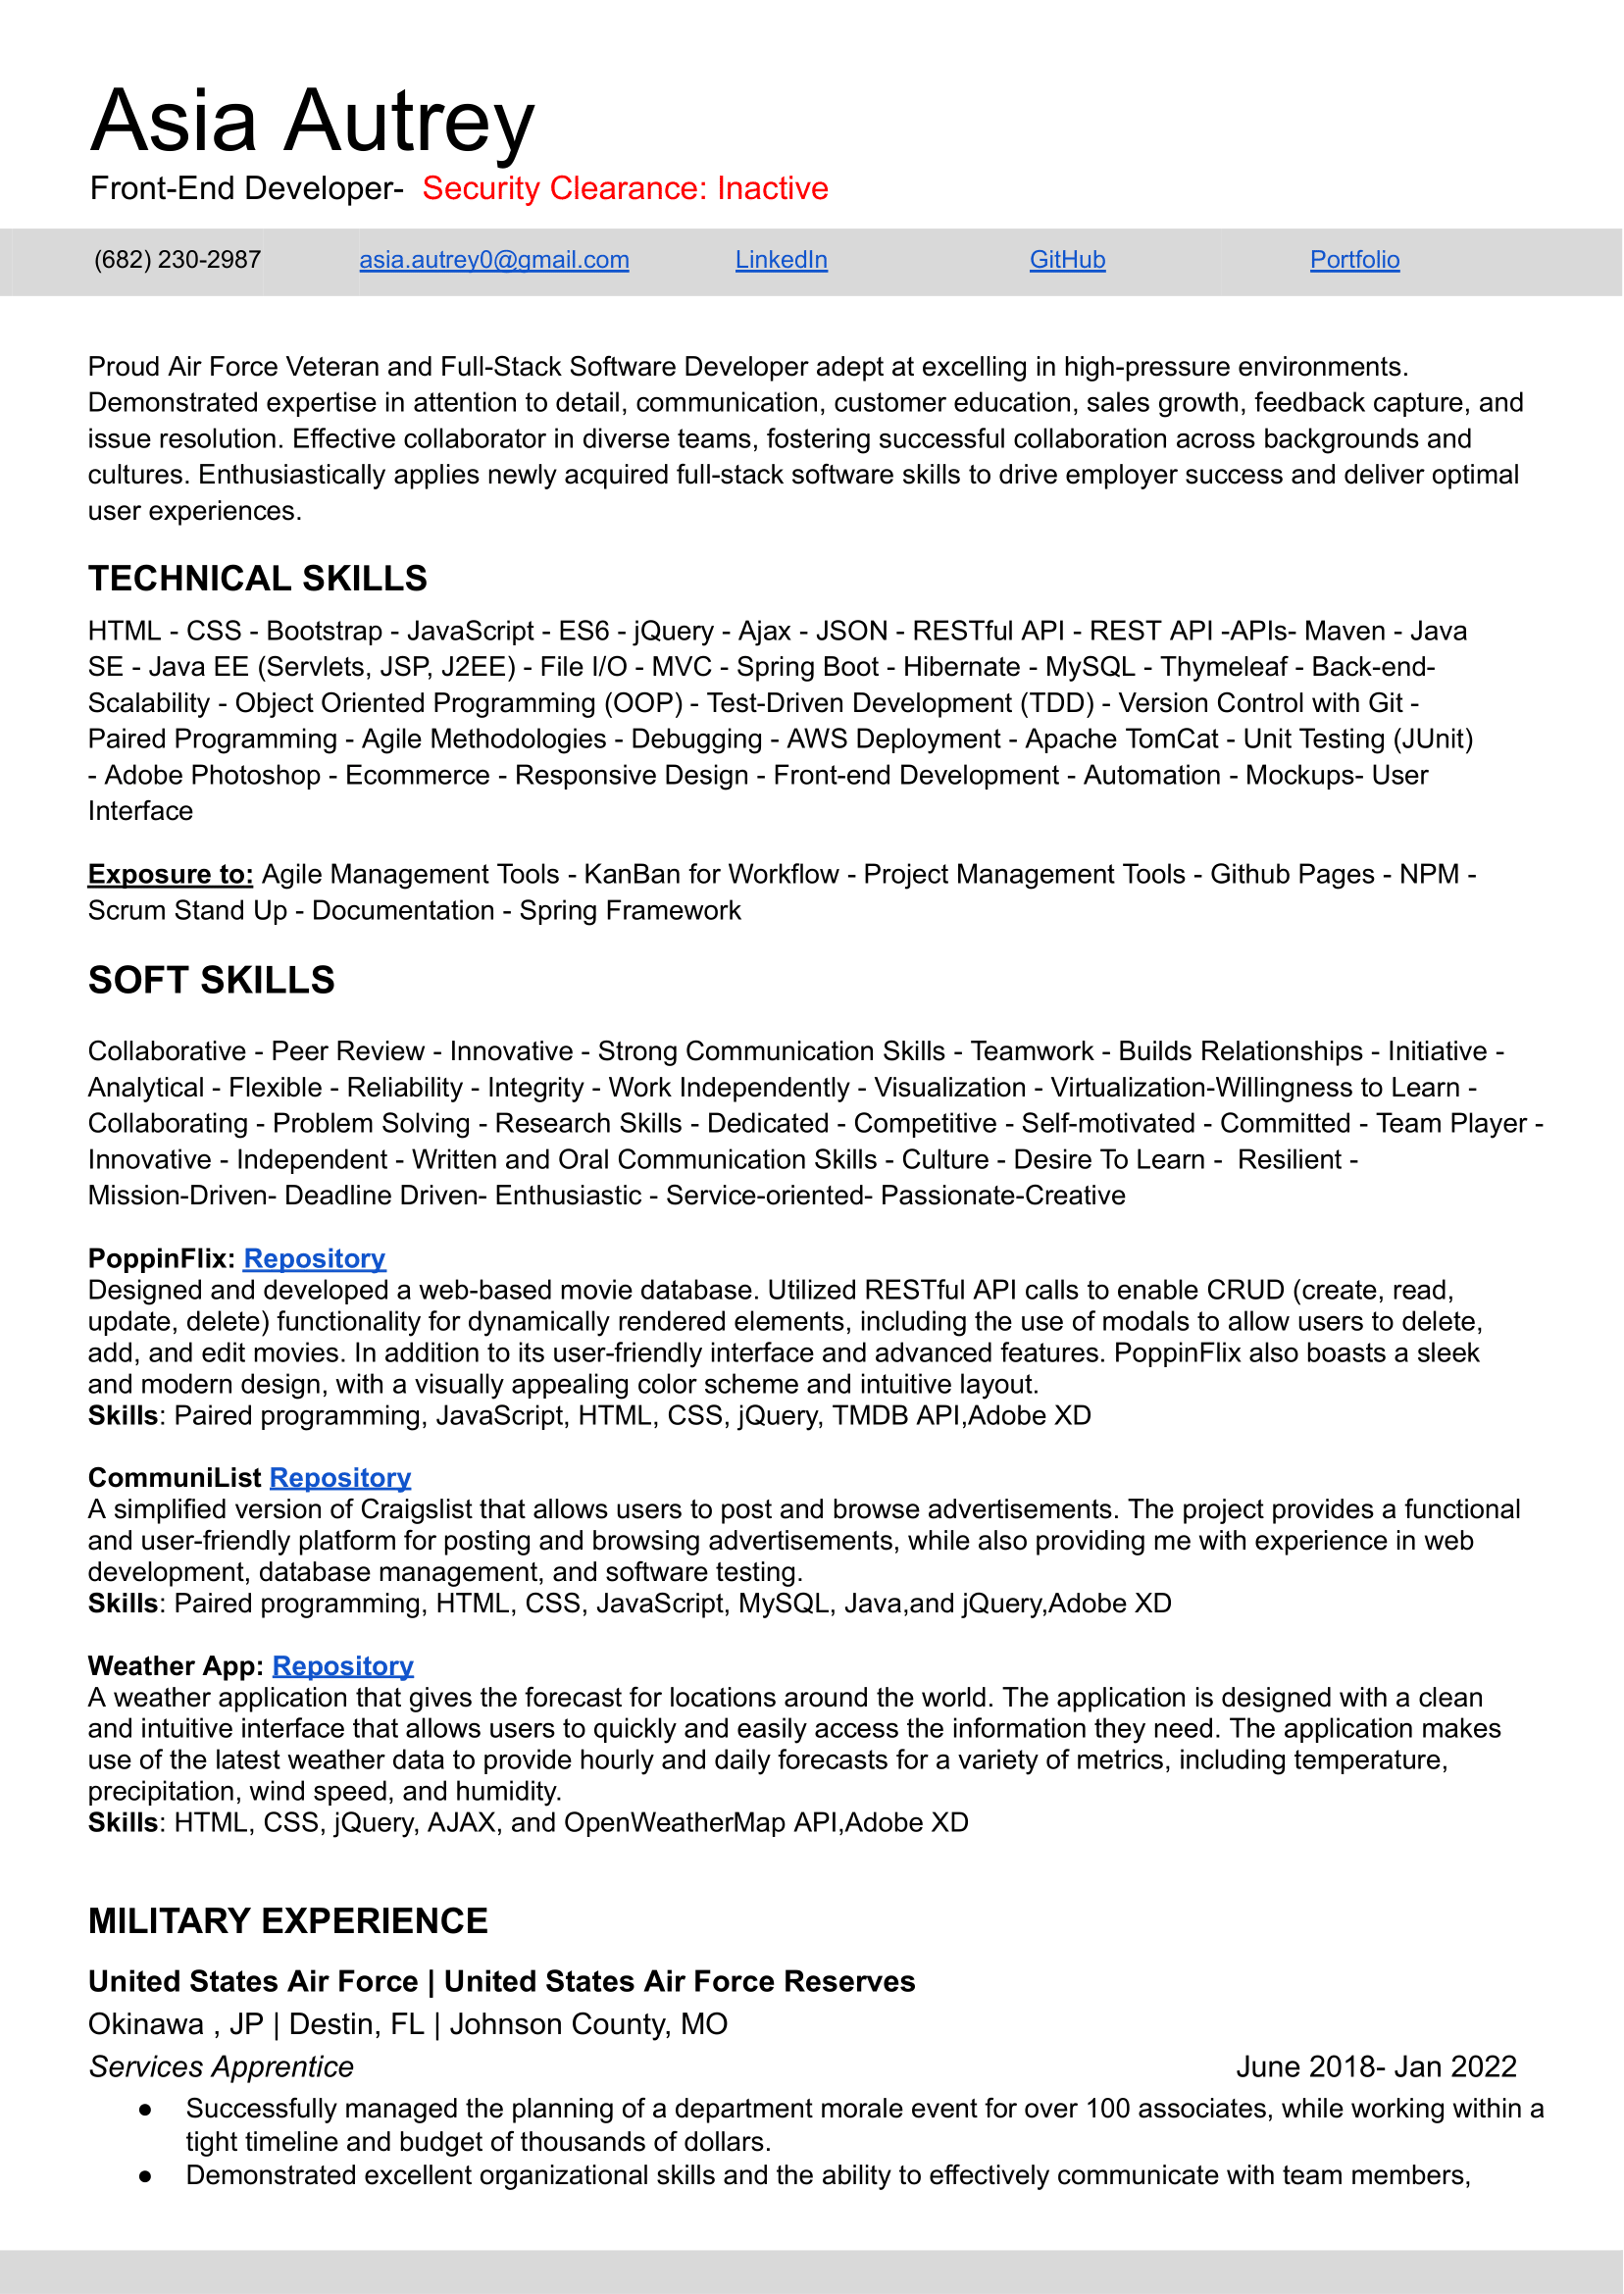 Asia Autrey
Front-End Developer-  Security Clearance: Inactive
(682) 230-2987 asia.autrey0@gmail.com LinkedIn GitHub Portfolio
Proud Air Force Veteran and Full-Stack Software Developer adept at excelling in high-pressure environments.
Demonstrated expertise in attention to detail, communication, customer education, sales growth, feedback capture, and
issue resolution. Effective collaborator in diverse teams, fostering successful collaboration across backgrounds and
cultures. Enthusiastically applies newly acquired full-stack software skills to drive employer success and deliver optimal
user experiences.
TECHNICAL SKILLS
HTML - CSS - Bootstrap - JavaScript - ES6 - jQuery - Ajax - JSON - RESTful API - REST API -APIs- Maven - Java
SE - Java EE (Servlets, JSP, J2EE) - File I/O - MVC - Spring Boot - Hibernate - MySQL - Thymeleaf - Back-end-
Scalability - Object Oriented Programming (OOP) - Test-Driven Development (TDD) - Version Control with Git -
Paired Programming - Agile Methodologies - Debugging - AWS Deployment - Apache TomCat - Unit Testing (JUnit)
- Adobe Photoshop - Ecommerce - Responsive Design - Front-end Development - Automation - Mockups- User
Interface
Exposure to: Agile Management Tools - KanBan for Workflow - Project Management Tools - Github Pages - NPM -
Scrum Stand Up - Documentation - Spring Framework
SOFT SKILLS
Collaborative - Peer Review - Innovative - Strong Communication Skills - Teamwork - Builds Relationships - Initiative -
Analytical - Flexible - Reliability - Integrity - Work Independently - Visualization - Virtualization-Willingness to Learn -
Collaborating - Problem Solving - Research Skills - Dedicated - Competitive - Self-motivated - Committed - Team Player -
Innovative - Independent - Written and Oral Communication Skills - Culture - Desire To Learn -  Resilient -
Mission-Driven- Deadline Driven- Enthusiastic - Service-oriented- Passionate-Creative
PoppinFlix: Repository
Designed and developed a web-based movie database. Utilized RESTful API calls to enable CRUD (create, read,
update, delete) functionality for dynamically rendered elements, including the use of modals to allow users to delete,
add, and edit movies. In addition to its user-friendly interface and advanced features. PoppinFlix also boasts a sleek
and modern design, with a visually appealing color scheme and intuitive layout.
Skills: Paired programming, JavaScript, HTML, CSS, jQuery, TMDB API,Adobe XD
CommuniList Repository
A simplified version of Craigslist that allows users to post and browse advertisements. The project provides a functional
and user-friendly platform for posting and browsing advertisements, while also providing me with experience in web
development, database management, and software testing.
Skills: Paired programming, HTML, CSS, JavaScript, MySQL, Java,and jQuery,Adobe XD
Weather App: Repository
A weather application that gives the forecast for locations around the world. The application is designed with a clean
and intuitive interface that allows users to quickly and easily access the information they need. The application makes
use of the latest weather data to provide hourly and daily forecasts for a variety of metrics, including temperature,
precipitation, wind speed, and humidity.
Skills: HTML, CSS, jQuery, AJAX, and OpenWeatherMap API,Adobe XD
MILITARY EXPERIENCE
United States Air Force | United States Air Force Reserves
Okinawa , JP | Destin, FL | Johnson County, MO
Services Apprentice June 2018- Jan 2022
● Successfully managed the planning of a department morale event for over 100 associates, while working within a
tight timeline and budget of thousands of dollars.
● Demonstrated excellent organizational skills and the ability to effectively communicate with team members,